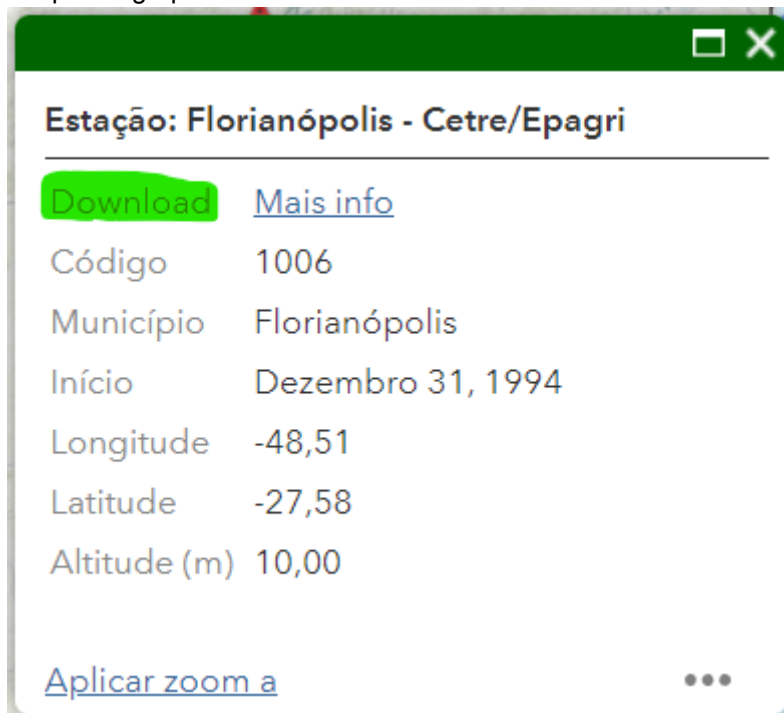 Estação: Florianópolis - Cetre/Epagri
Download Mais info
Código 1006
Município Florianópolis
Início Dezembro 31, 1994
Longitude -48,51
Latitude -27,58
Altitude (m) 10,00
Aplicar zoom a